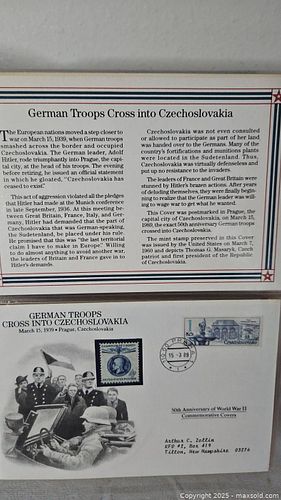 German Troops Cross into Czechoslovakia
The European nations moved a step closer to
war on March 15, 1939, when German troops
smashed across the border and occupied
Czechoslovakia. The German leader, Adolf
Hitler, rode triumphantly into Prague, the capi-
tal city, at the head of his troops. The evening
before retiring, he issued an official statement
in which he gloated, "Czechoslovakia has
ceased to exist."
This act of aggression violated all the pledges
that Hitler had made at the Munich conference
in late September, 1938. At this meeting be-
tween Great Britain, France, Italy, and Ger-
many, Hitler had demanded that the part of
Czechoslovakia that was German-speaking,
the Sudetenland, be placed under his rule.
He promised that this was "the last territorial
claim I have to make in Europe." Willing
to do almost anything to avoid another war,
the leaders of Britain and France gave in to
Hitler's demands.
Czechoslovakia was not even consulted
or allowed to participate as part of her land
was handed over to the Germans. Many of the
country's fortifications and munitions plants
were located in the Sudetenland. Thus,
Czechoslovakia was virtually defenseless and
put up no resistance to the invaders.
The leaders of France and Great Britain were
stunned by Hitler's brazen actions. After years
of deluding themselves, they were finally begin-
ning to realize that the German leader was will-
ing to wage war to get what he wanted.
This Cover was postmarked in Prague, the
capital city of Czechoslovakia, on March 15,
1989, the exact 50th anniversary German troops
crossed into Czechoslovakia.
The mint stamp preserved in this Cover
was issued by the United States on March 7,
1960 and depicts Thomas G. Masaryk, Czech
patriot and first president of the Republic
of Czechoslovakia.
GERMAN TROOPS
CROSS INTO CZECHOSLOVAKIA
March 15, 1939 • Prague, Czechoslovakia
15-3 89
Československo
50th Anniversary of World War II
Commemorative Covers
Arthur C. Zollin
RFD #1, Box 419
Tilton, New Hampshire 03276